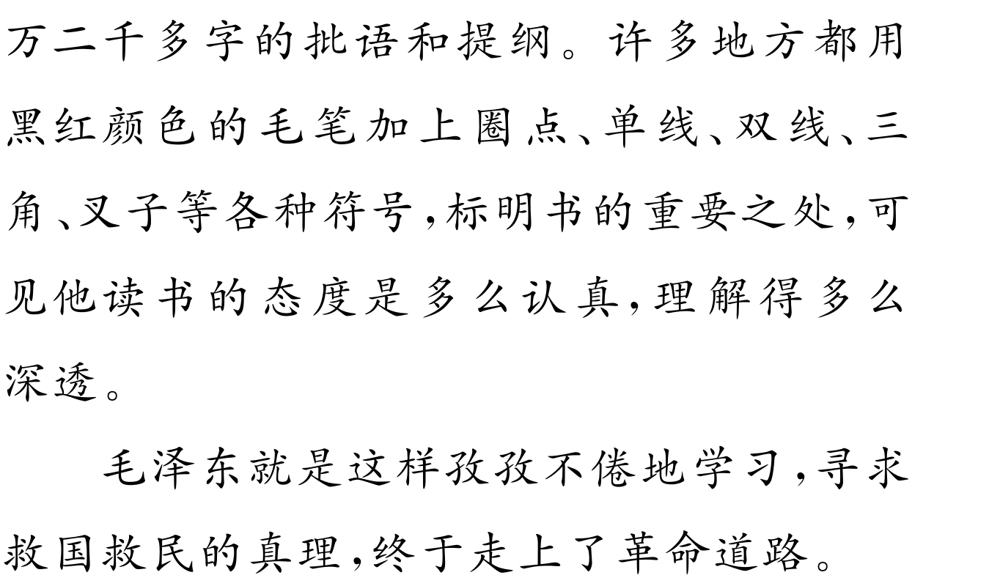 万二千多字的批语和提纲。许多地方都用
黑红颜色的毛笔加上圈点、单线、双线、三
角、叉子等各种符号,标明书的重要之处,可
见他读书的态度是多么认真,理解得多么
深透。
毛泽东就是这样孜孜不倦地学习,寻求
救国救民的真理,终于走上了革命道路。